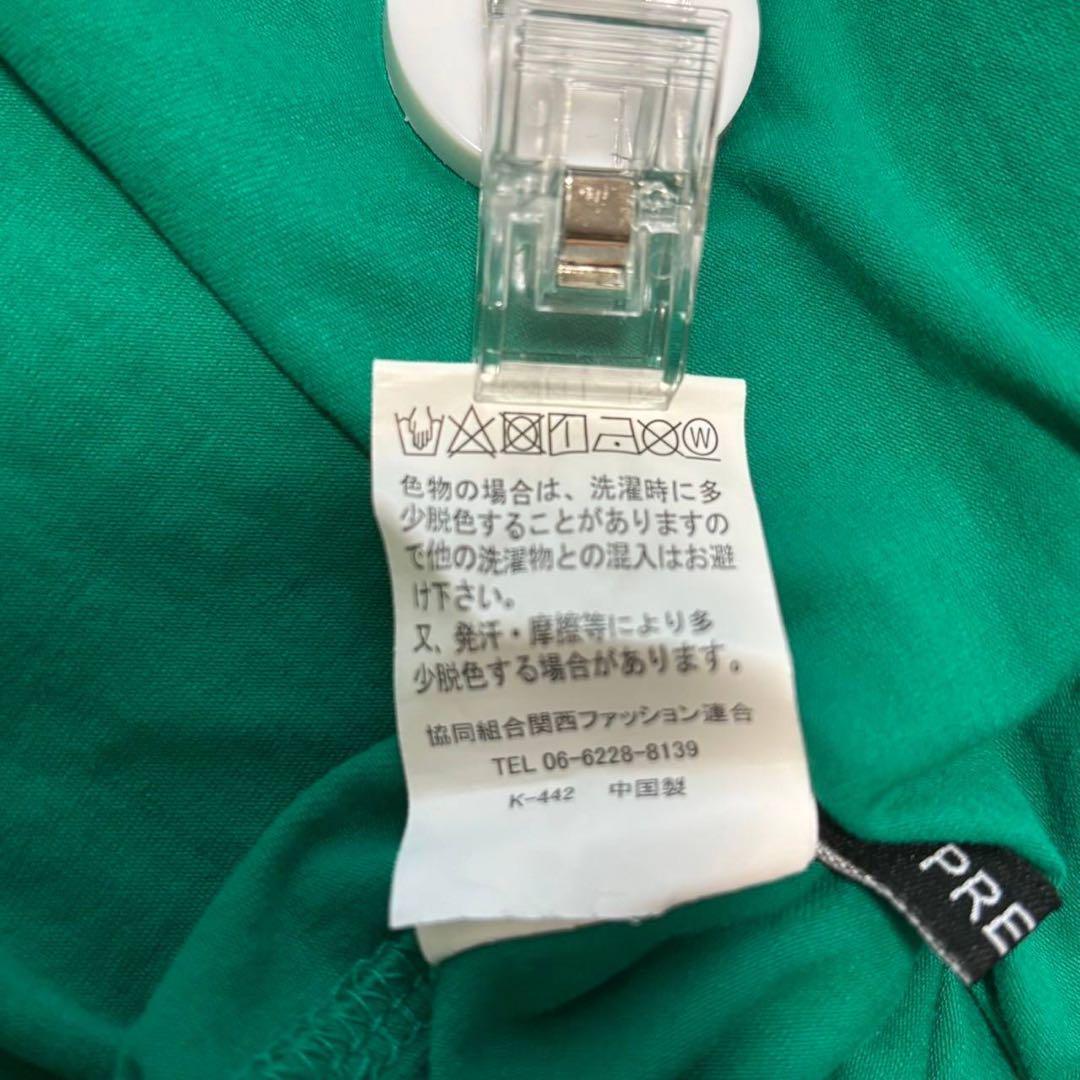 W
色物の場合は、洗濯時に多
少脱色することがありますの
で他の洗濯物との混入はお避
け下さい。
又、発汗・摩擦等により多
少脱色する場合があります。
協同組合関西ファッション連合
TEL 06-6228-8139
K-442 中国製
PRE